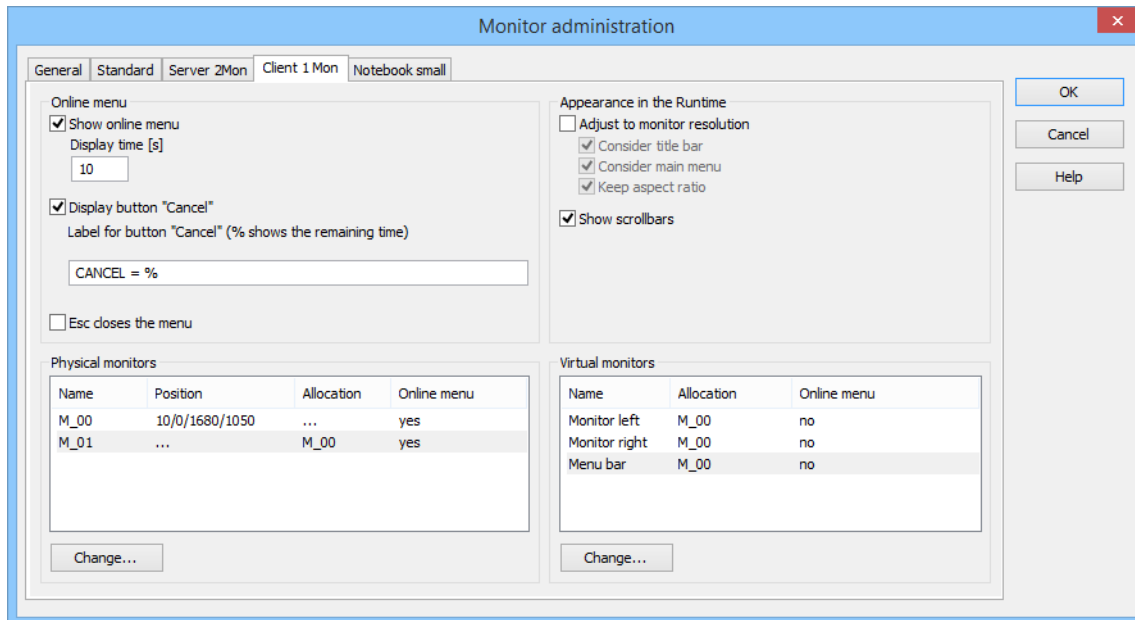 Monitor administration
General Standard Server 2Mon Client 1 Mon Notebook small
Online menu
Show online menu
Display time [s]
10
Display button "Cancel"
Label for button "Cancel" (% shows the remaining time)
CANCEL = %
Esc closes the menu
Appearance in the Runtime
Adjust to monitor resolution
Consider title bar
Consider main menu
Keep aspect ratio
Show scrollbars
OK
Cancel
Help
Physical monitors
Name Position Allocation Online menu
M_00 10/0/1680/1050 ... yes
M_01 ... M_00 yes
Change...
Virtual monitors
Name Allocation Online menu
Monitor left M_00 no
Monitor right M_00 no
Menu bar M_00 no
Change...